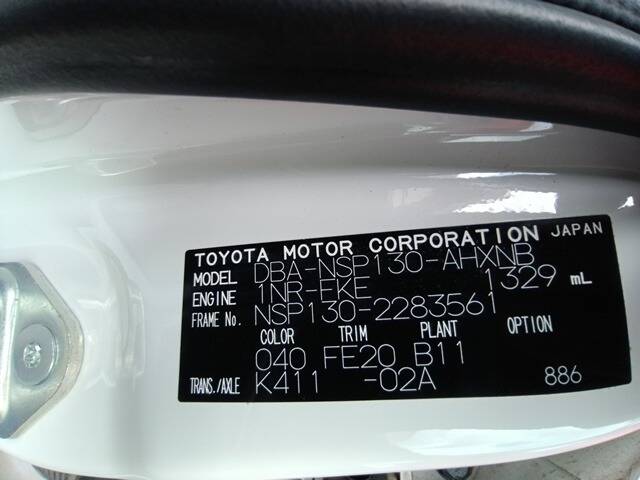 TOYOTA MOTOR CORPORATION JAPAN
MODEL DBA-NSP130-AHXNB
ENGINE 1NR-FKE 1329 mL
FRAME No. NSP130-2283561
COLOR TRIM PLANT OPTION
040 FE20 B11
TRANS./AXLE K411 -02A 886